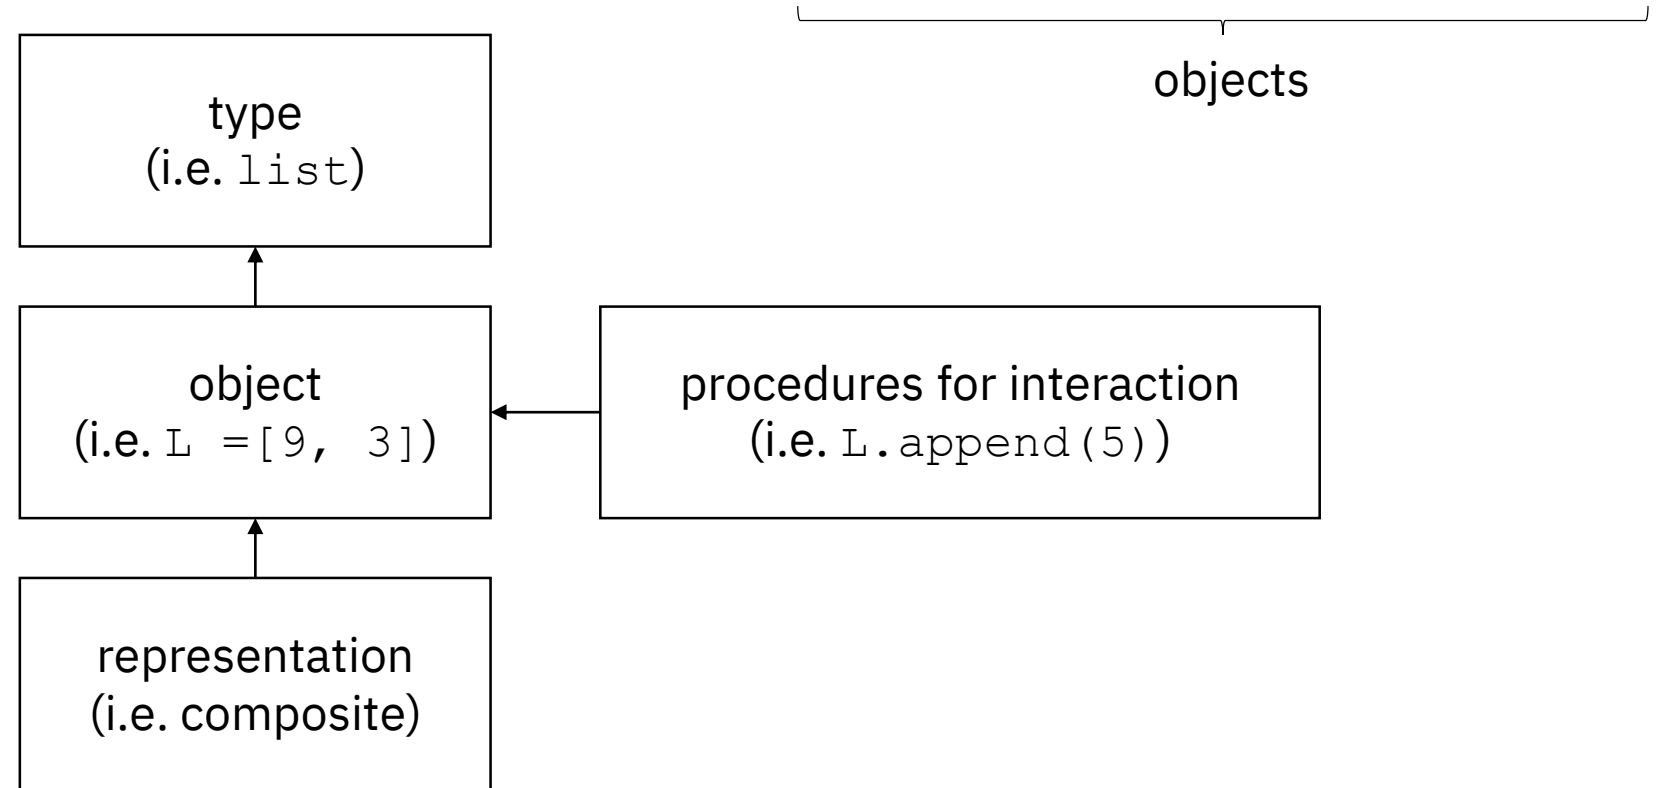 objects
type
(i.e. list)
object
(i.e. L =[9, 3])
procedures for interaction
(i.e. L.append(5))
representation
(i.e. composite)